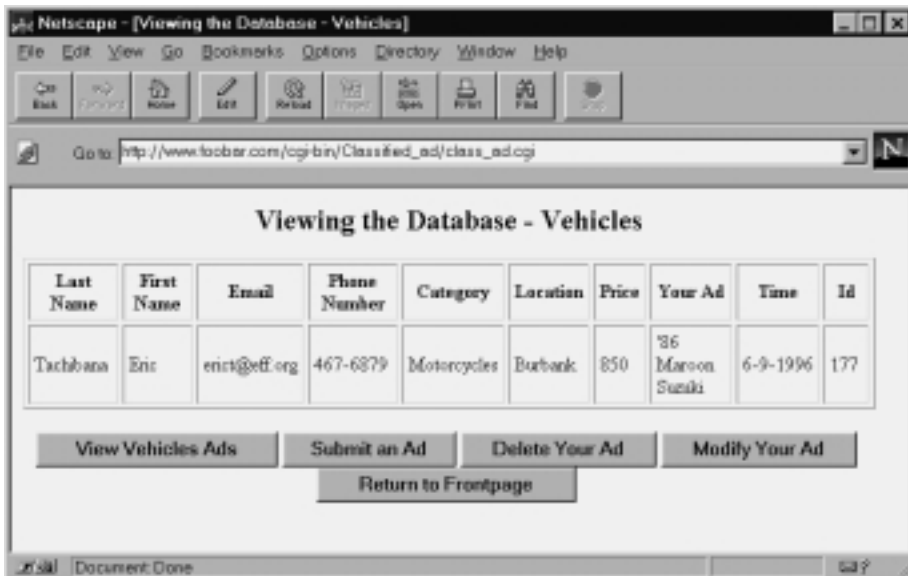 Netscape - [Viewing the Database - Vehicles]
File Edit View Go Bookmarks Options Directory Window Help
Back Forward Home Edit Reload Images Open Print Find Stop
Go to: http://www.foobar.com/cgi-bin/Classified_ad/class_ad.cgi
N
Viewing the Database - Vehicles
Last Name First Name Email Phone Number Category Location Price Your Ad Time Id
Tachibana Eric erict@eff.org 467-6879 Motorcycles Burbank 850 '86 Maroon Suzuki 6-9-1996 177
View Vehicles Ads Submit an Ad Delete Your Ad Modify Your Ad
Return to Frontpage
Document: Done